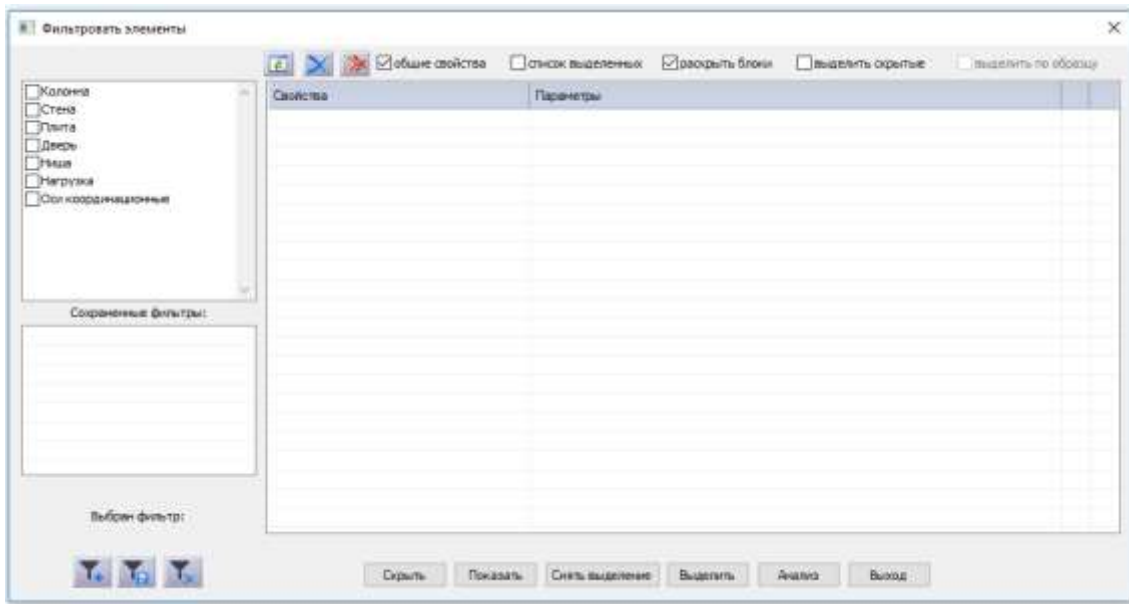 Фильтровать элементы
общие свойства список выделенных раскрыть блоки выделить скрытые выделить по образцу
Колонна
Стена
Плита
Дверь
Ниша
Нагрузка
Оси координационные
Свойства Параметры
Сохраненные фильтры:
Выбран фильтр:
Скрыть Показать Снять выделение Выделить Анализ Выход